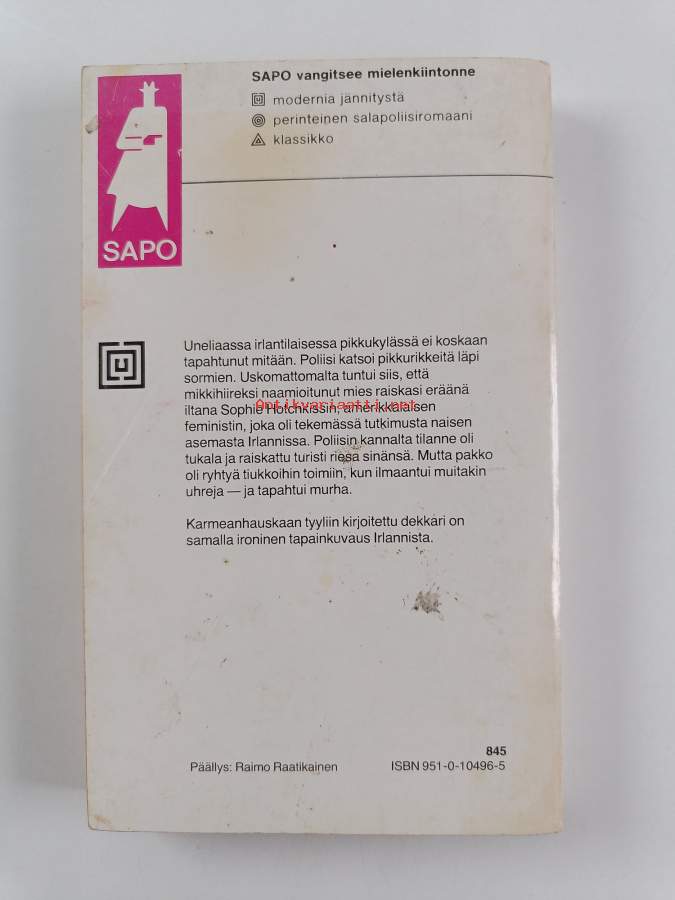 SAPO vangitsee mielenkiintonne
modernia jännitystä
perinteinen salapoliisiromaani
klassikko
SAPO
Uneliaassa irlantilaisessa pikkukylässä ei koskaan
tapahtunut mitään. Poliisi katsoi pikkurikkeitä läpi
sormien. Uskomattomalta tuntui siis, että
mikkihiireksi naamioitunut mies raiskasi eräänä
iltana Sophie Hotchkissin, amerikkalaisen
Antikvariaatti.net
feministin, joka oli tekemässä tutkimusta naisen
asemasta Irlannissa. Poliisin kannalta tilanne oli
tukala ja raiskattu turisti riesa sinänsä. Mutta pakko
oli ryhtyä tiukkoihin toimiin, kun ilmaantui muitakin
uhreja — ja tapahtui murha.
Karmeanhauskaan tyyliin kirjoitettu dekkari on
samalla ironinen tapainkuvaus Irlannista.
845
Päällys: Raimo Raatikainen ISBN 951-0-10496-5